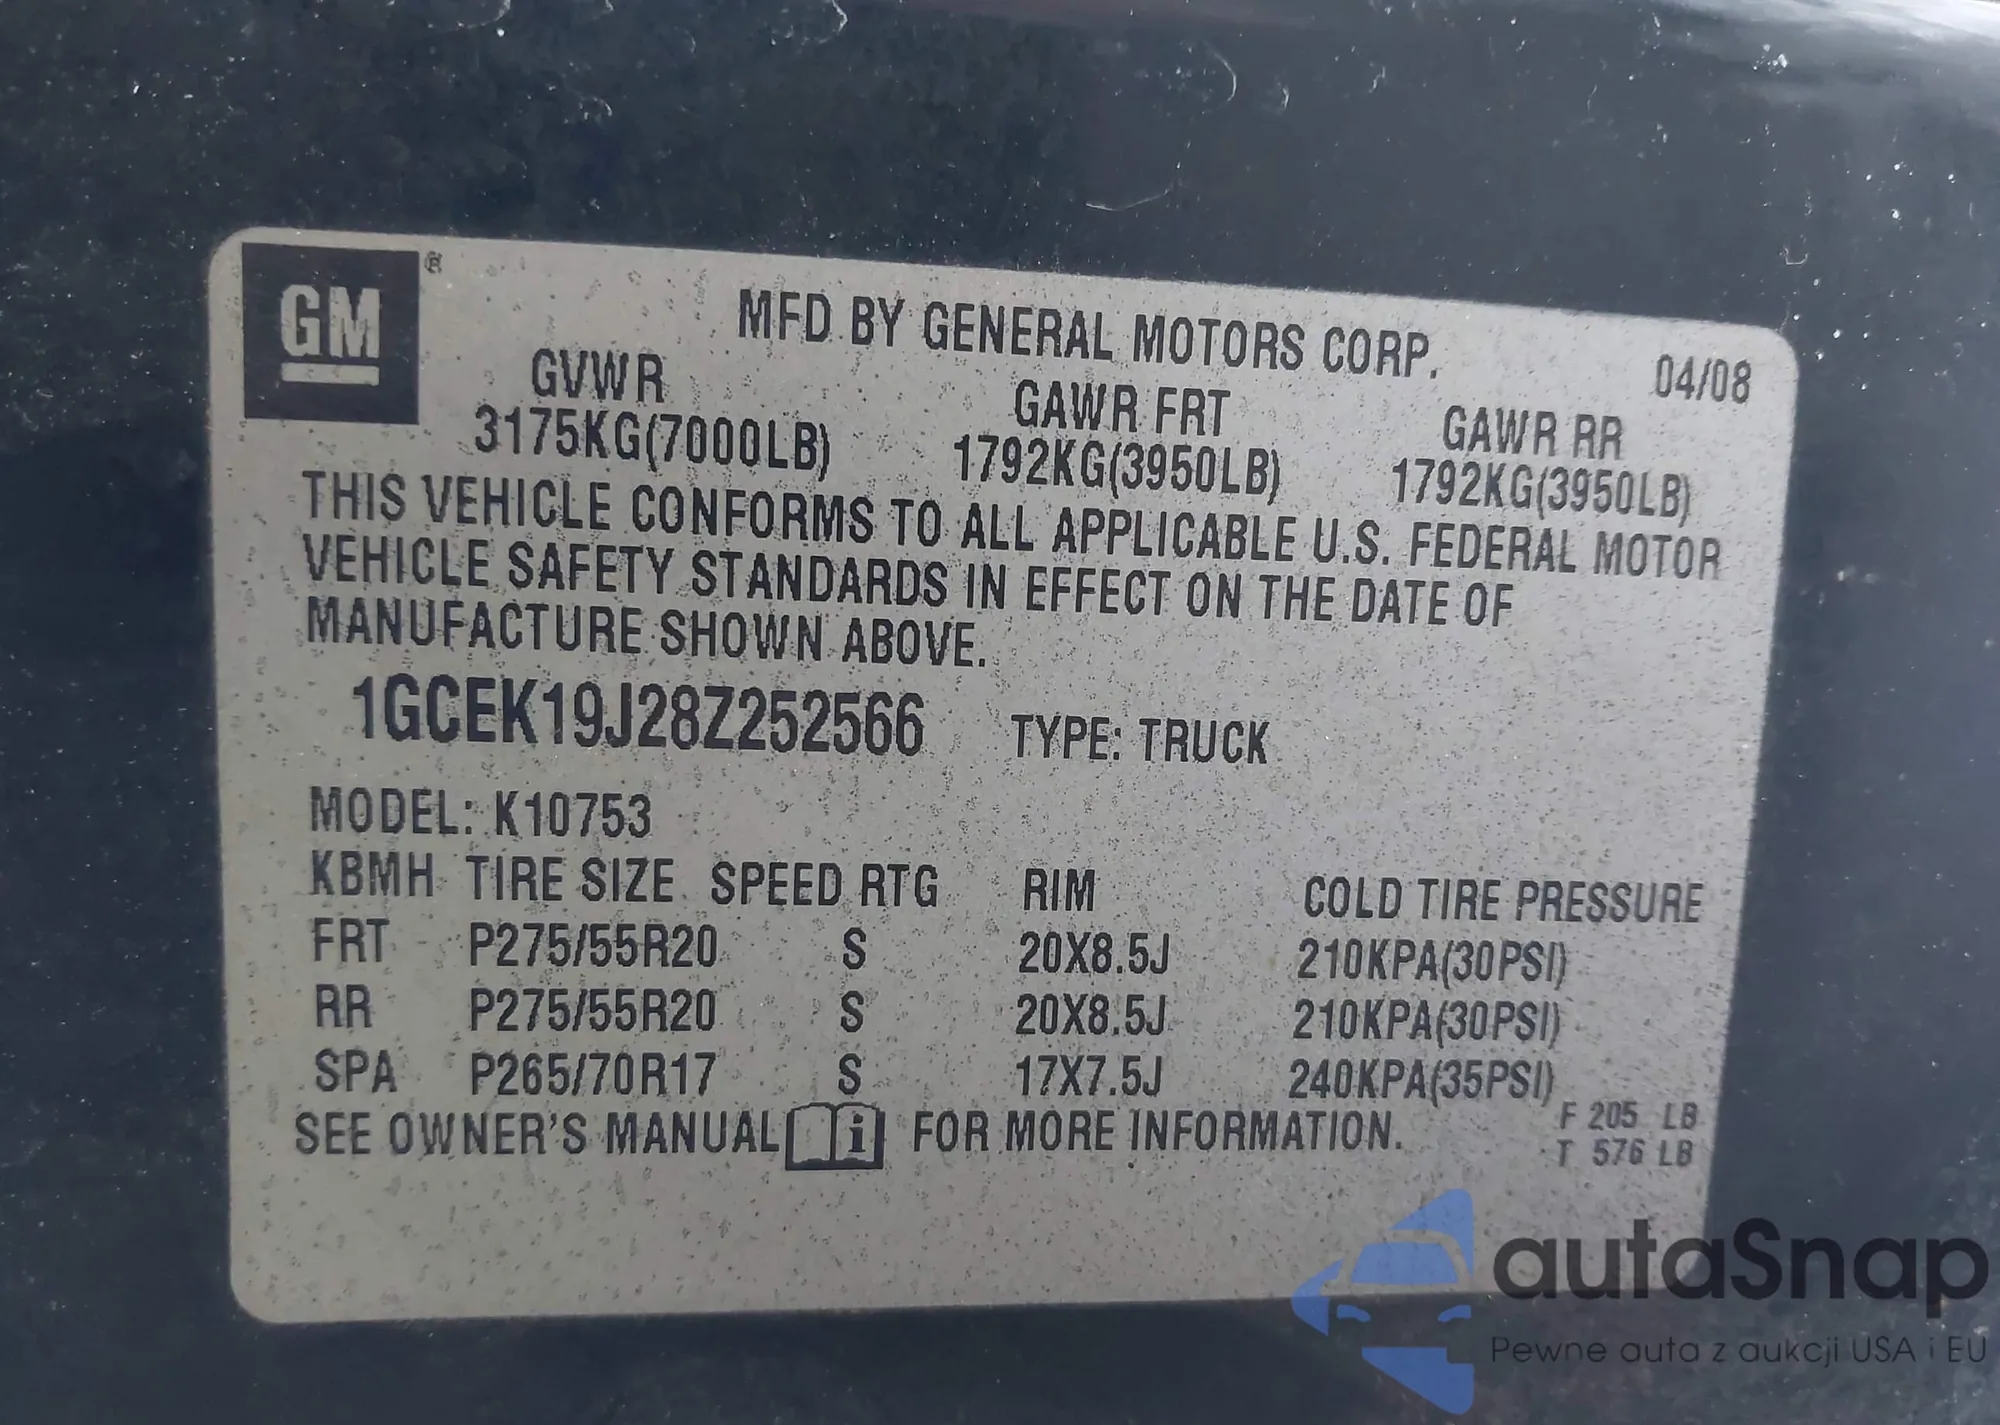 GM ®
MFD BY GENERAL MOTORS CORP.
04/08
GVWR GAWR FRT GAWR RR
3175KG(7000LB) 1792KG(3950LB) 1792KG(3950LB)
THIS VEHICLE CONFORMS TO ALL APPLICABLE U.S. FEDERAL MOTOR
VEHICLE SAFETY STANDARDS IN EFFECT ON THE DATE OF
MANUFACTURE SHOWN ABOVE.
1GCEK19J28Z252566 TYPE: TRUCK
MODEL: K10753
KBMH TIRE SIZE SPEED RTG RIM COLD TIRE PRESSURE
FRT P275/55R20 S 20X8.5J 210KPA(30PSI)
RR P275/55R20 S 20X8.5J 210KPA(30PSI)
SPA P265/70R17 S 17X7.5J 240KPA(35PSI)
SEE OWNER'S MANUAL i FOR MORE INFORMATION.
F 205 LB
T 576 LB
autaSnap
Pewne auta z aukcji USA i EU